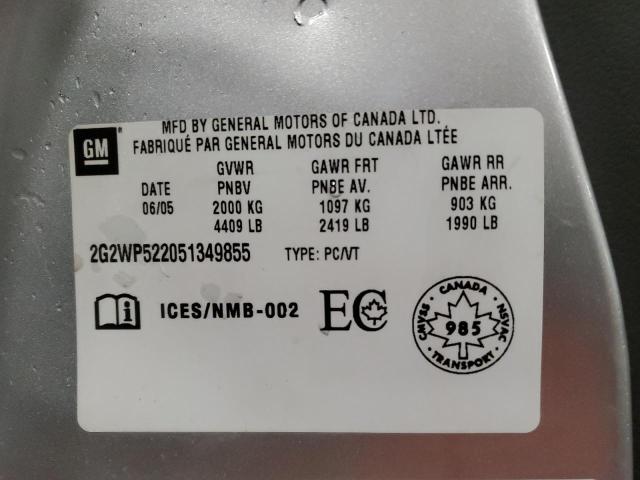 MFD BY GENERAL MOTORS OF CANADA LTD.
FABRIQUÉ PAR GENERAL MOTORS DU CANADA LTÉE
GM
GVWR GAWR FRT GAWR RR
DATE PNBV PNBE AV. PNBE ARR.
06/05 2000 KG 1097 KG 903 KG
4409 LB 2419 LB 1990 LB
2G2WP522051349855 TYPE: PC/VT
i ICES/NMB-002 EC
CANADA
CMVSS NSVAC
985
TRANSPORT